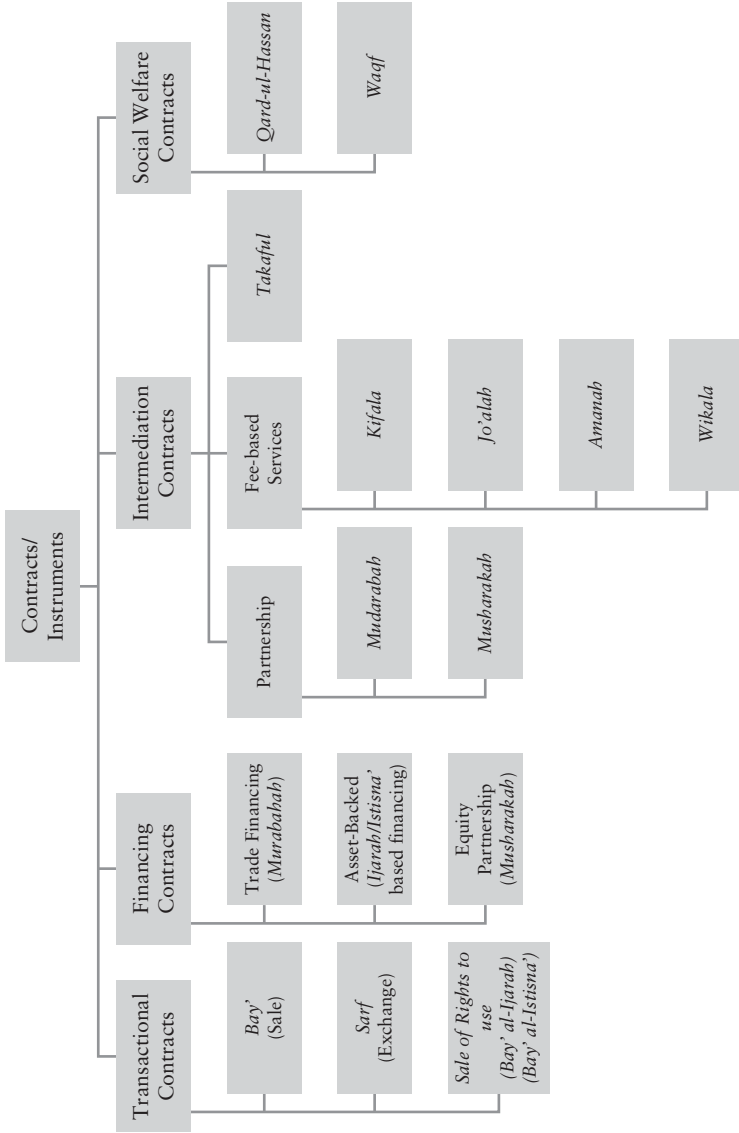 Contracts/
Instruments
Transactional
Contracts
Bay’
(Sale)
Sarf
(Exchange)
Sale of Rights to
use
(Bay’ al-Ijarah)
(Bay’ al-Istisna’)
Financing
Contracts
Trade Financing
(Murabahah)
Asset-Backed
(Ijarah/Istisna’
based financing)
Equity
Partnership
(Musharakah)
Intermediation
Contracts
Partnership
Mudarabah
Musharakah
Fee-based
Services
Kifala
Jo’alah
Amanah
Wikala
Takaful
Social Welfare
Contracts
Qard-ul-Hassan
Waqf